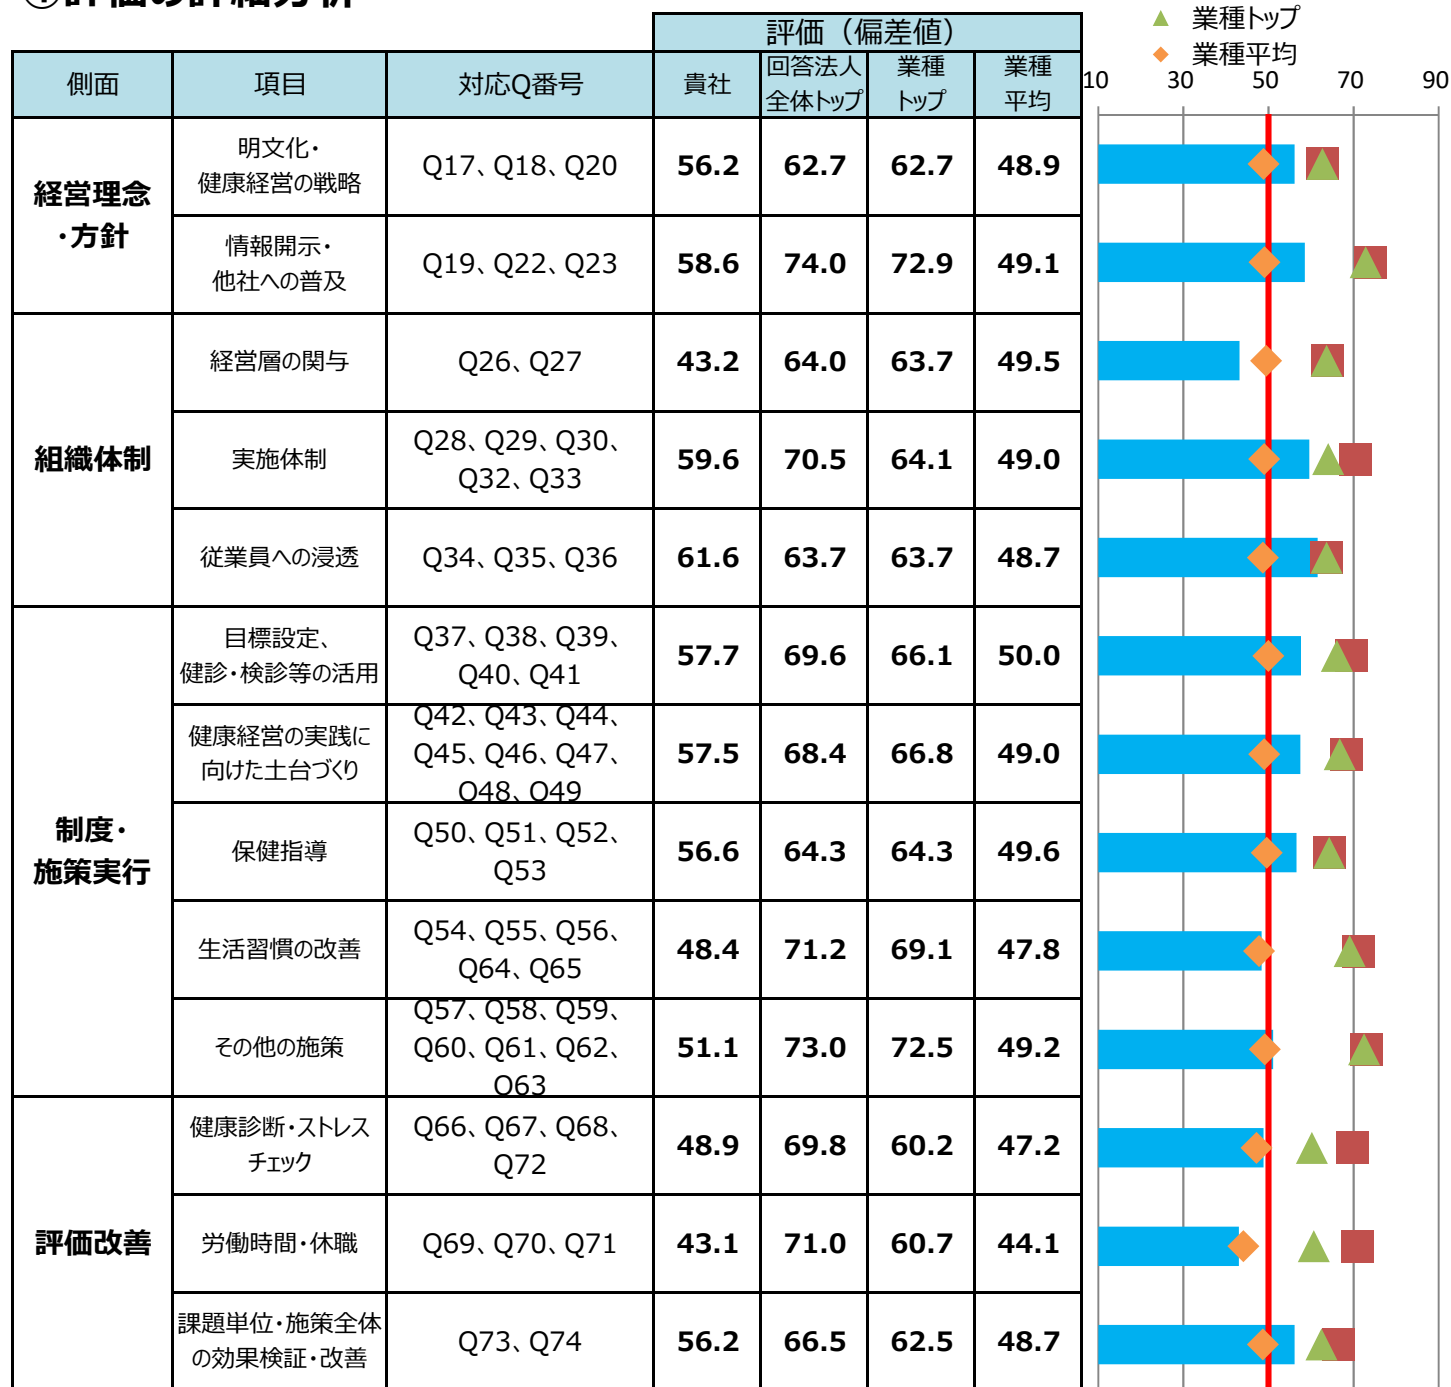 ①評価の詳細分析
業種トップ
業種平均
評価（偏差値）
側面 項目 対応Q番号 貴社 回答法人 業種 業種
全体トップ トップ 平均
10 30 50 70 90
経営理念
・方針
明文化・
健康経営の戦略
Q17、Q18、Q20
56.2 62.7 62.7 48.9
情報開示・
他社への普及
Q19、Q22、Q23
58.6 74.0 72.9 49.1
組織体制
経営層の関与
Q26、Q27
43.2 64.0 63.7 49.5
実施体制
Q28、Q29、Q30、
Q32、Q33
59.6 70.5 64.1 49.0
従業員への浸透
Q34、Q35、Q36
61.6 63.7 63.7 48.7
制度・
施策実行
目標設定、
健診・検診等の活用
Q37、Q38、Q39、
Q40、Q41
57.7 69.6 66.1 50.0
健康経営の実践に
向けた土台づくり
Q42、Q43、Q44、
Q45、Q46、Q47、
Q48、Q49
57.5 68.4 66.8 49.0
保健指導
Q50、Q51、Q52、
Q53
56.6 64.3 64.3 49.6
生活習慣の改善
Q54、Q55、Q56、
Q64、Q65
48.4 71.2 69.1 47.8
その他の施策
Q57、Q58、Q59、
Q60、Q61、Q62、
Q63
51.1 73.0 72.5 49.2
評価改善
健康診断・ストレス
チェック
Q66、Q67、Q68、
Q72
48.9 69.8 60.2 47.2
労働時間・休職
Q69、Q70、Q71
43.1 71.0 60.7 44.1
課題単位・施策全体
の効果検証・改善
Q73、Q74
56.2 66.5 62.5 48.7